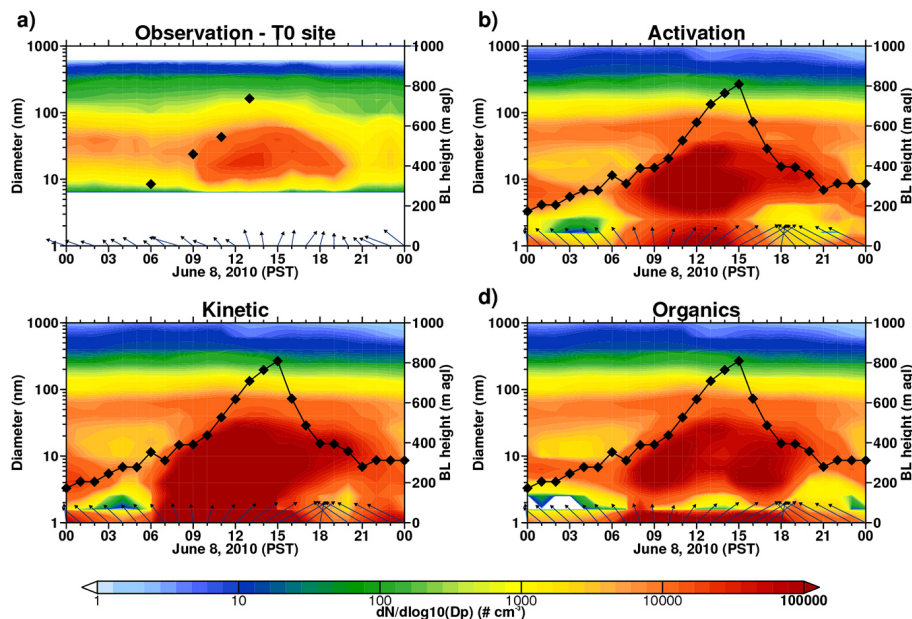 a)
Observation - T0 site
1000
100
10
1
Diameter (nm)
1000
800
600
400
200
0
BL height (m agl)
00 03 06 09 12 15 18 21 00
June 8, 2010 (PST)
b)
Activation
1000
100
10
1
Diameter (nm)
1000
800
600
400
200
0
BL height (m agl)
00 03 06 09 12 15 18 21 00
June 8, 2010 (PST)
Kinetic
1000
100
10
1
Diameter (nm)
1000
800
600
400
200
0
BL height (m agl)
00 03 06 09 12 15 18 21 00
June 8, 2010 (PST)
d)
Organics
1000
100
10
1
Diameter (nm)
1000
800
600
400
200
0
BL height (m agl)
00 03 06 09 12 15 18 21 00
June 8, 2010 (PST)
1 10 100 1000 10000 100000
dN/dlog10(Dp) (# cm⁻³)